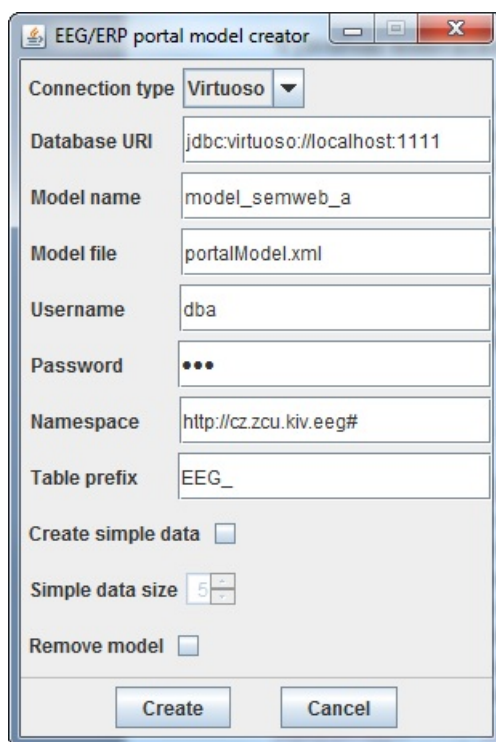 EEG/ERP portal model creator
Connection type Virtuoso
Database URI jdbc:virtuoso://localhost:1111
Model name model_semweb_a
Model file portalModel.xml
Username dba
Password •••
Namespace http://cz.zcu.kiv.eeg#
Table prefix EEG_
Create simple data
Simple data size 5
Remove model
Create Cancel